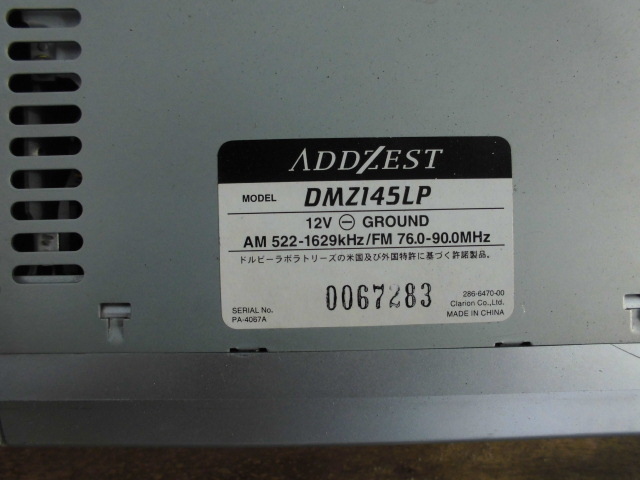 ADDZEST
MODEL DMZ145LP
12V ⊖ GROUND
AM 522-1629kHz/FM 76.0-90.0MHz
ドルビーラボラトリーズの米国及び外国特許に基づく許諾製品。
0067283
286-6470-00
Clarion Co.,Ltd.
SERIAL No.
PA-4067A
MADE IN CHINA